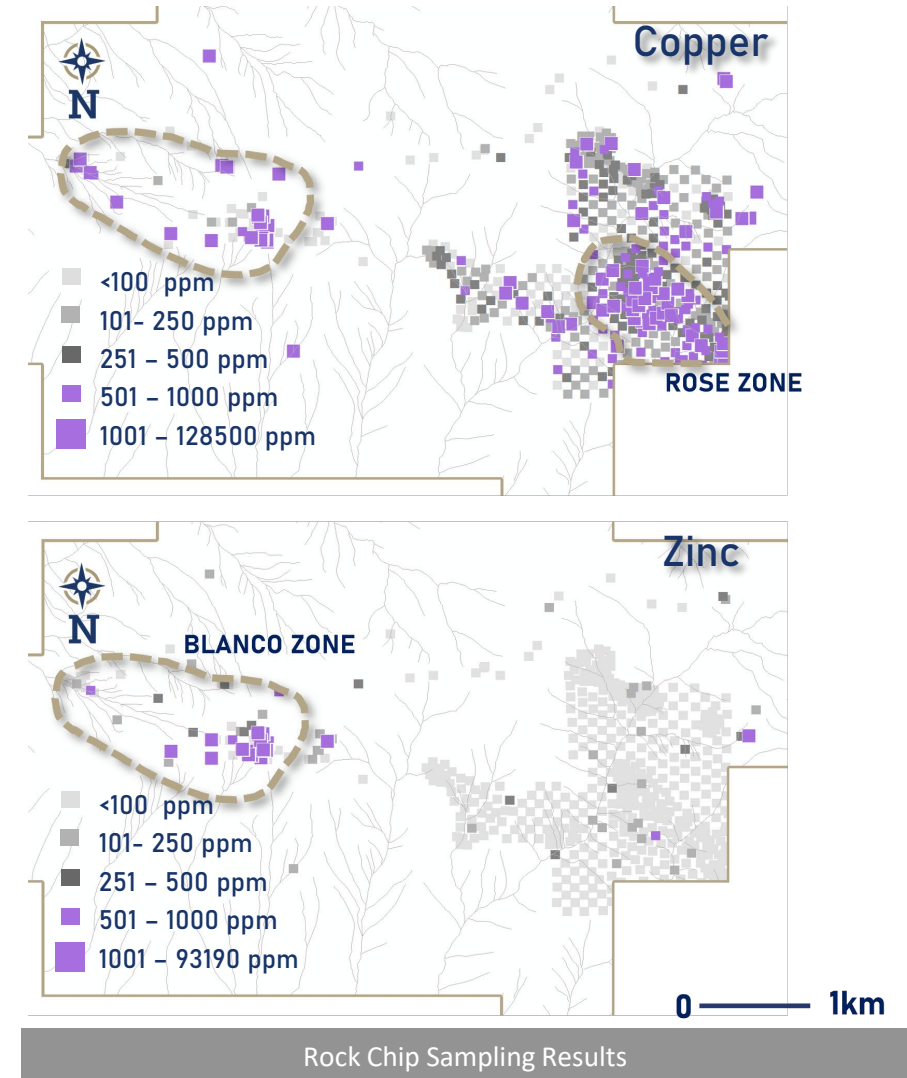 Copper
N
<100 ppm
101- 250 ppm
251 – 500 ppm
501 – 1000 ppm
1001 – 128500 ppm
ROSE ZONE
Zinc
N
BLANCO ZONE
<100 ppm
101- 250 ppm
251 – 500 ppm
501 – 1000 ppm
1001 – 93190 ppm
0 1km
Rock Chip Sampling Results